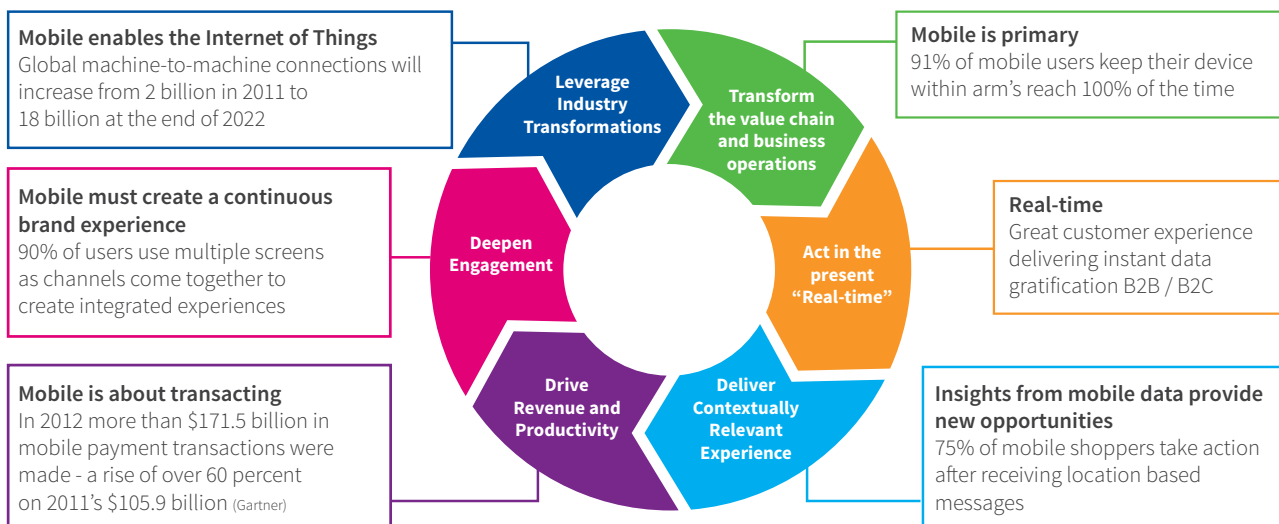 Mobile enables the Internet of Things
Global machine-to-machine connections will
increase from 2 billion in 2011 to
18 billion at the end of 2022
Mobile must create a continuous
brand experience
90% of users use multiple screens
as channels come together to
create integrated experiences
Mobile is about transacting
In 2012 more than $171.5 billion in
mobile payment transactions were
made - a rise of over 60 percent
on 2011’s $105.9 billion (Gartner)
Leverage
Industry
Transformations
Transform
the value chain
and business
operations
Deepen
Engagement
Act in the
present
“Real-time”
Drive
Revenue and
Productivity
Deliver
Contextually
Relevant
Experience
Mobile is primary
91% of mobile users keep their device
within arm’s reach 100% of the time
Real-time
Great customer experience
delivering instant data
gratification B2B / B2C
Insights from mobile data provide
new opportunities
75% of mobile shoppers take action
after receiving location based
messages